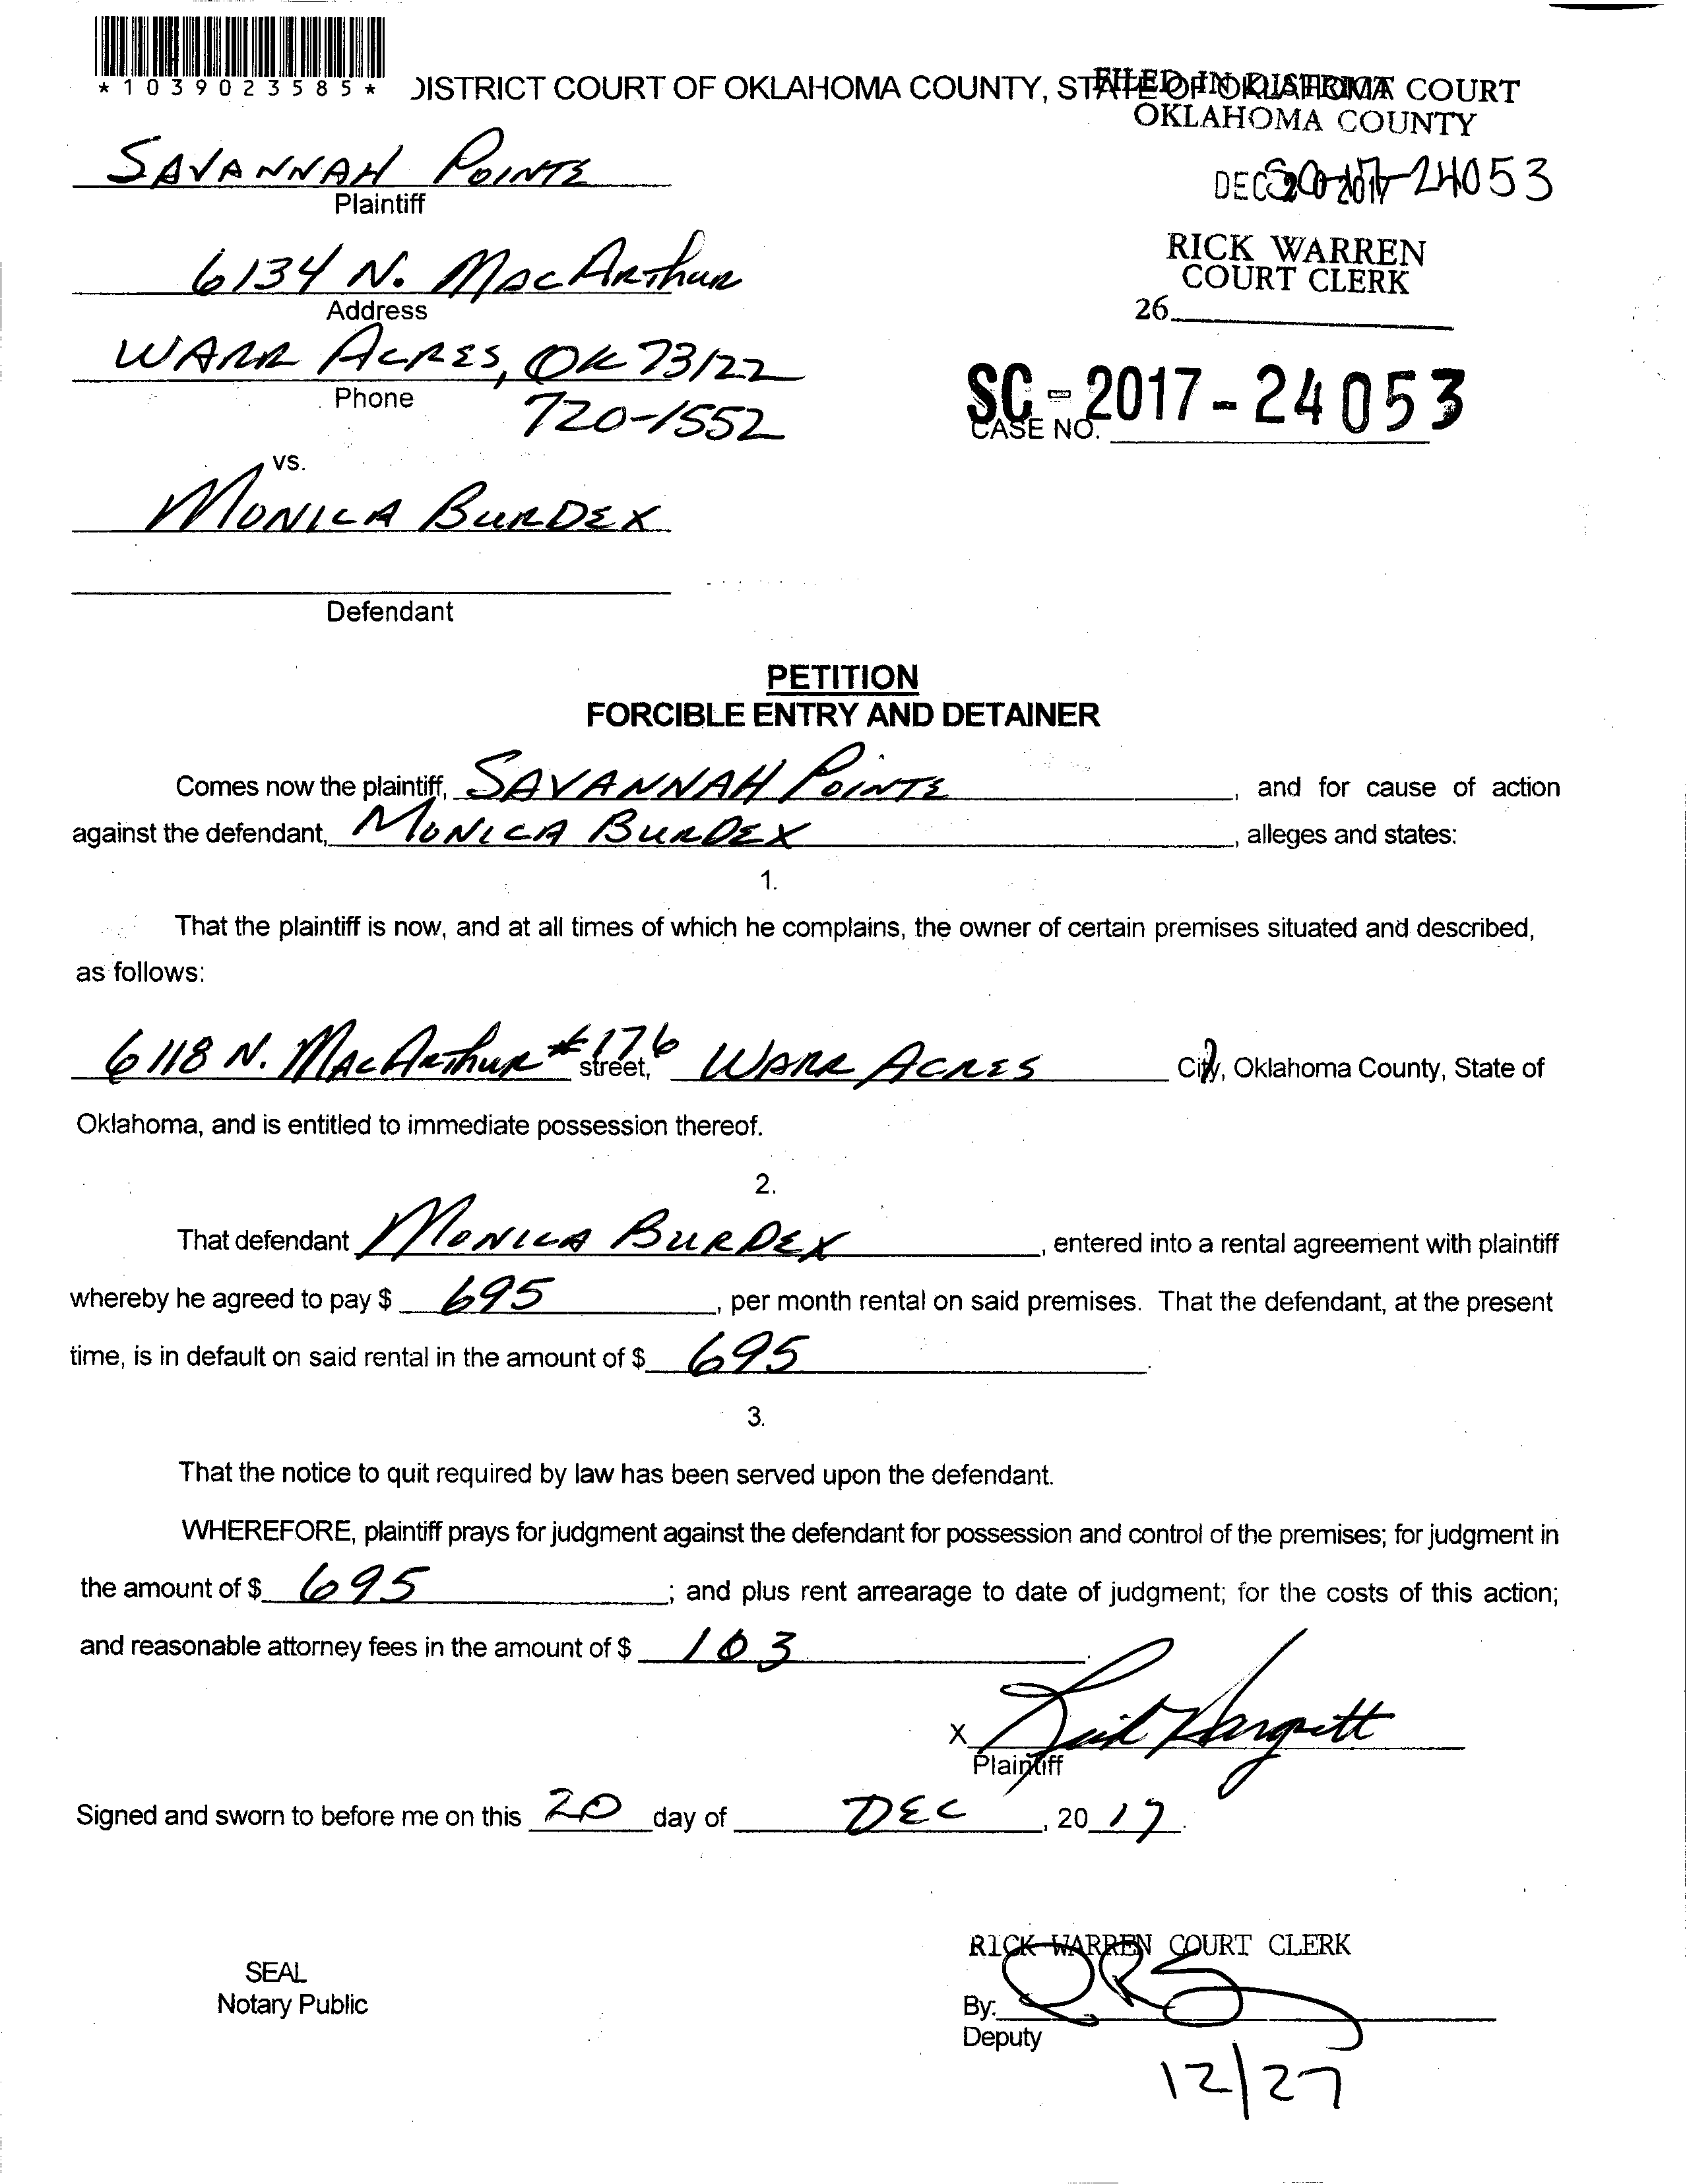 *1039023585*
DISTRICT COURT OF OKLAHOMA COUNTY, STATE OF OKLAHOMA
FILED IN DISTRICT COURT
OKLAHOMA COUNTY
SAVANNAH POINTE
Plaintiff
DEC 20 2017
SC-17-24053
6134 N. MacArthur
Address
RICK WARREN
COURT CLERK
26
WARR ACRES, OK 73122
Phone
720-1552
SC-2017-24053
CASE NO.
vs.
MONICA BURDEX
Defendant
PETITION
FORCIBLE ENTRY AND DETAINER
Comes now the plaintiff, SAVANNAH POINTE, and for cause of action
against the defendant, MONICA BURDEX, alleges and states:
1.
That the plaintiff is now, and at all times of which he complains, the owner of certain premises situated and described,
as follows:
6118 N. MacArthur #176 street, WARR ACRES City, Oklahoma County, State of
Oklahoma, and is entitled to immediate possession thereof.
2.
That defendant MONICA BURDEX, entered into a rental agreement with plaintiff
whereby he agreed to pay $ 695, per month rental on said premises. That the defendant, at the present
time, is in default on said rental in the amount of $ 695.
3.
That the notice to quit required by law has been served upon the defendant.
WHEREFORE, plaintiff prays for judgment against the defendant for possession and control of the premises; for judgment in
the amount of $ 695; and plus rent arrearage to date of judgment; for the costs of this action;
and reasonable attorney fees in the amount of $ 103.
X
Hargett
Plaintiff
Signed and sworn to before me on this 20 day of DEC, 2017.
RICK WARREN COURT CLERK
SEAL
Notary Public
By:
Deputy
12/27